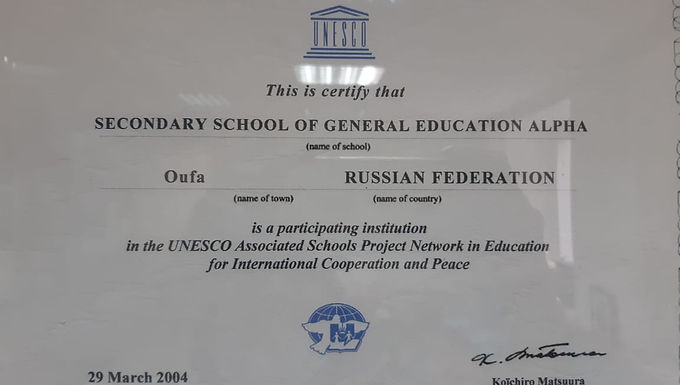 UNESCO
This is certify that
SECONDARY SCHOOL OF GENERAL EDUCATION ALPHA
(name of school)
Oufa RUSSIAN FEDERATION
(name of town) (name of country)
is a participating institution
in the UNESCO Associated Schools Project Network in Education
for International Cooperation and Peace
29 March 2004
K. Matsuura
Koïchiro Matsuura